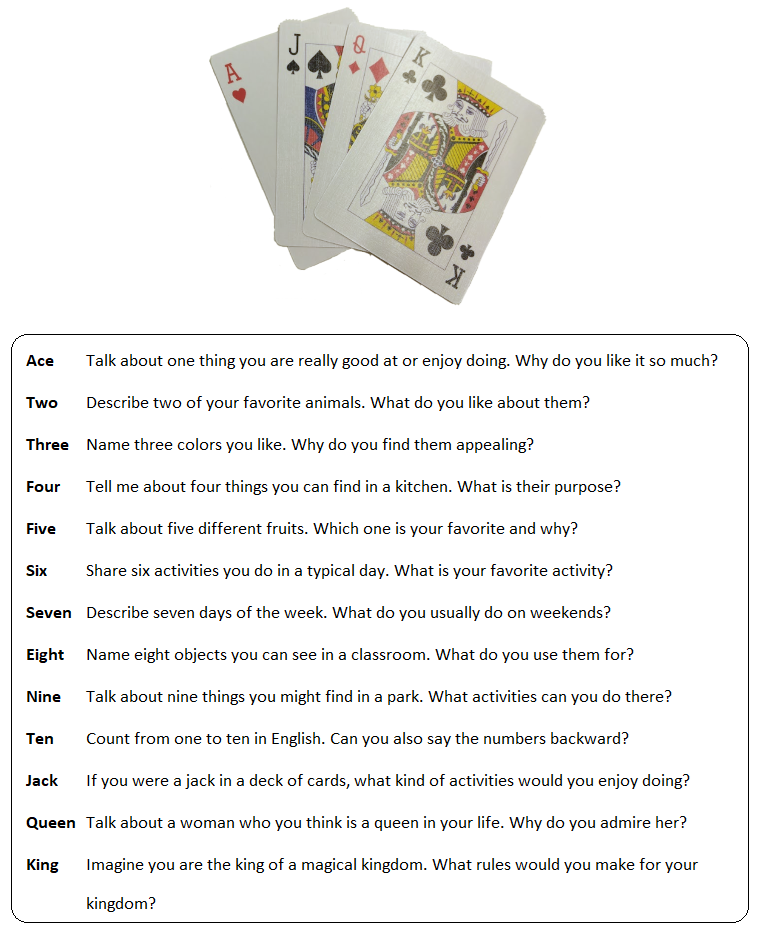 A
J
Q
K
K
Ace Talk about one thing you are really good at or enjoy doing. Why do you like it so much?
Two Describe two of your favorite animals. What do you like about them?
Three Name three colors you like. Why do you find them appealing?
Four Tell me about four things you can find in a kitchen. What is their purpose?
Five Talk about five different fruits. Which one is your favorite and why?
Six Share six activities you do in a typical day. What is your favorite activity?
Seven Describe seven days of the week. What do you usually do on weekends?
Eight Name eight objects you can see in a classroom. What do you use them for?
Nine Talk about nine things you might find in a park. What activities can you do there?
Ten Count from one to ten in English. Can you also say the numbers backward?
Jack If you were a jack in a deck of cards, what kind of activities would you enjoy doing?
Queen Talk about a woman who you think is a queen in your life. Why do you admire her?
King Imagine you are the king of a magical kingdom. What rules would you make for your
kingdom?